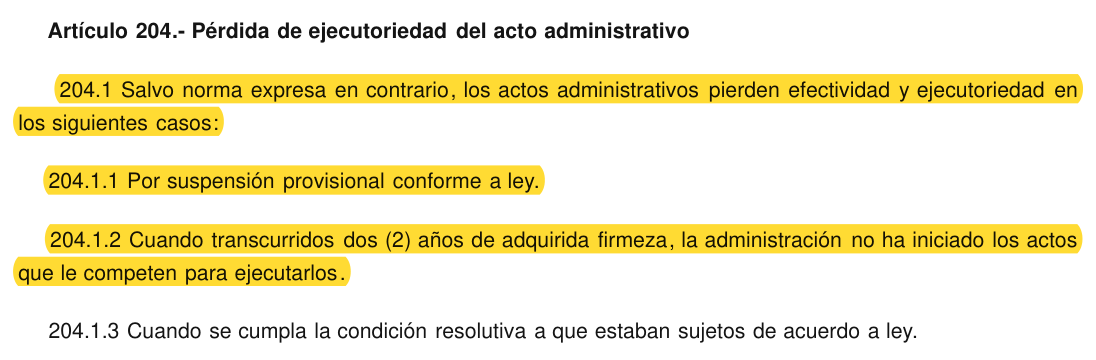 Artículo 204.- Pérdida de ejecutoriedad del acto administrativo
204.1 Salvo norma expresa en contrario, los actos administrativos pierden efectividad y ejecutoriedad en
los siguientes casos:
204.1.1 Por suspensión provisional conforme a ley.
204.1.2 Cuando transcurridos dos (2) años de adquirida firmeza, la administración no ha iniciado los actos
que le competen para ejecutarlos.
204.1.3 Cuando se cumpla la condición resolutiva a que estaban sujetos de acuerdo a ley.